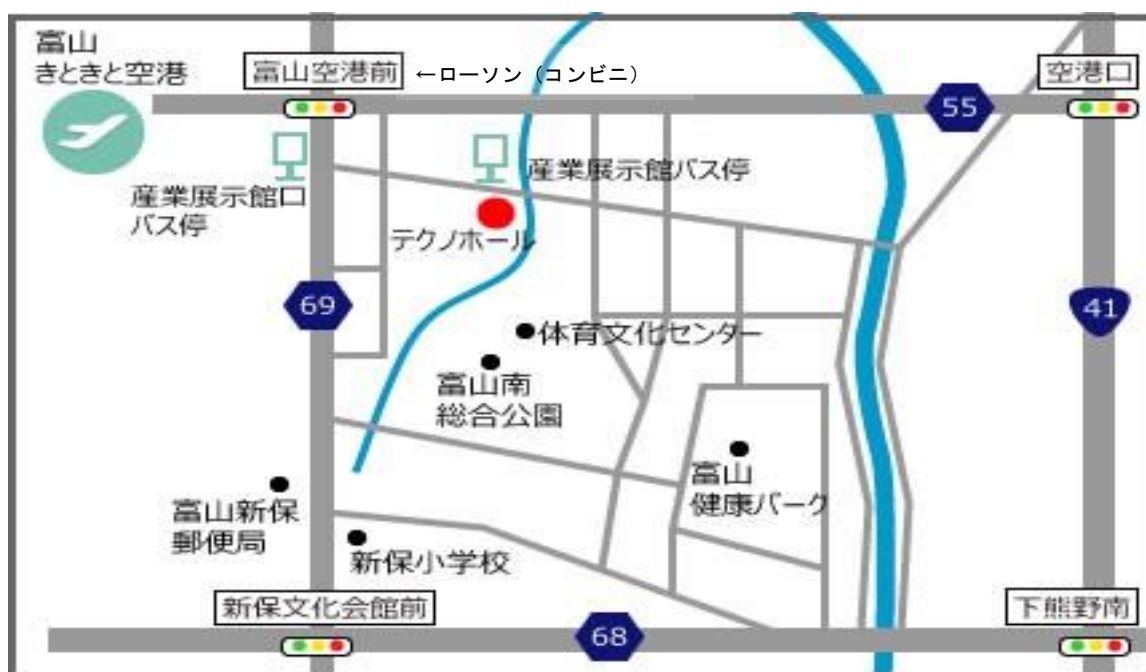 富山
きときと空港
富山空港前
←ローソン（コンビニ）
空港口
55
産業展示館口
バス停
産業展示館バス停
テクノホール
69
41
体育文化センター
富山南
総合公園
富山
健康パーク
富山新保
郵便局
新保小学校
新保文化会館前
下熊野南
68